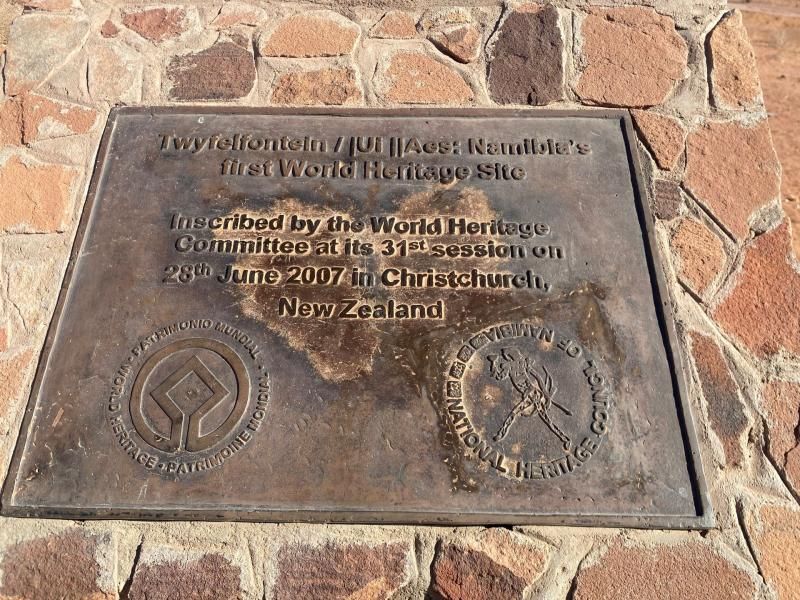 Twyfelfontein / |Ui ||Aes: Namibia's
first World Heritage Site
Inscribed by the World Heritage
Committee at its 31st session on
28th June 2007 in Christchurch,
New Zealand
WORLD HERITAGE • PATRIMONIO MUNDIAL • PATRIMOINE MONDIAL •
NATIONAL HERITAGE COUNCIL OF NAMIBIA